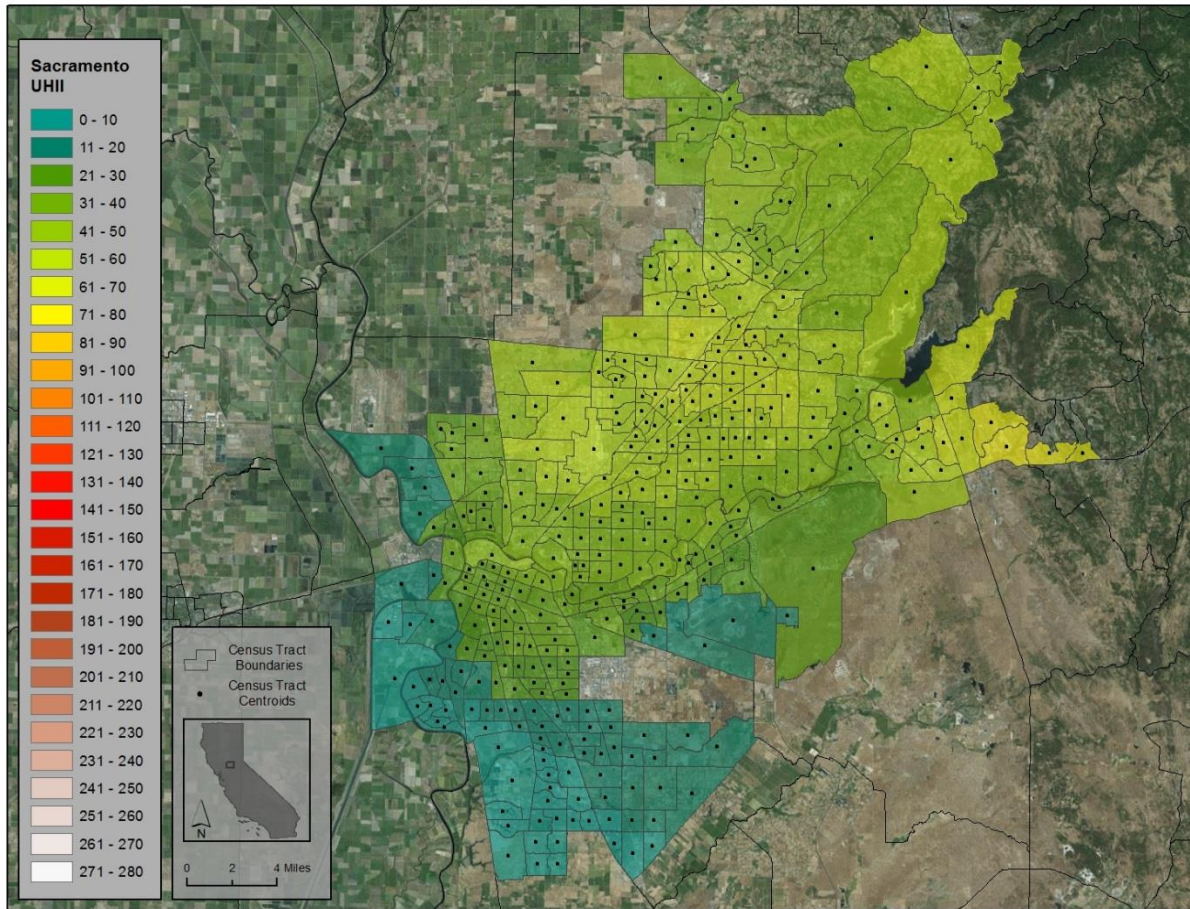 Sacramento
UHII
0 - 10
11 - 20
21 - 30
31 - 40
41 - 50
51 - 60
61 - 70
71 - 80
81 - 90
91 - 100
101 - 110
111 - 120
121 - 130
131 - 140
141 - 150
151 - 160
161 - 170
171 - 180
181 - 190
191 - 200
201 - 210
211 - 220
221 - 230
231 - 240
241 - 250
251 - 260
261 - 270
271 - 280
Census Tract
Boundaries
Census Tract
Centroids
N
0 2 4 Miles